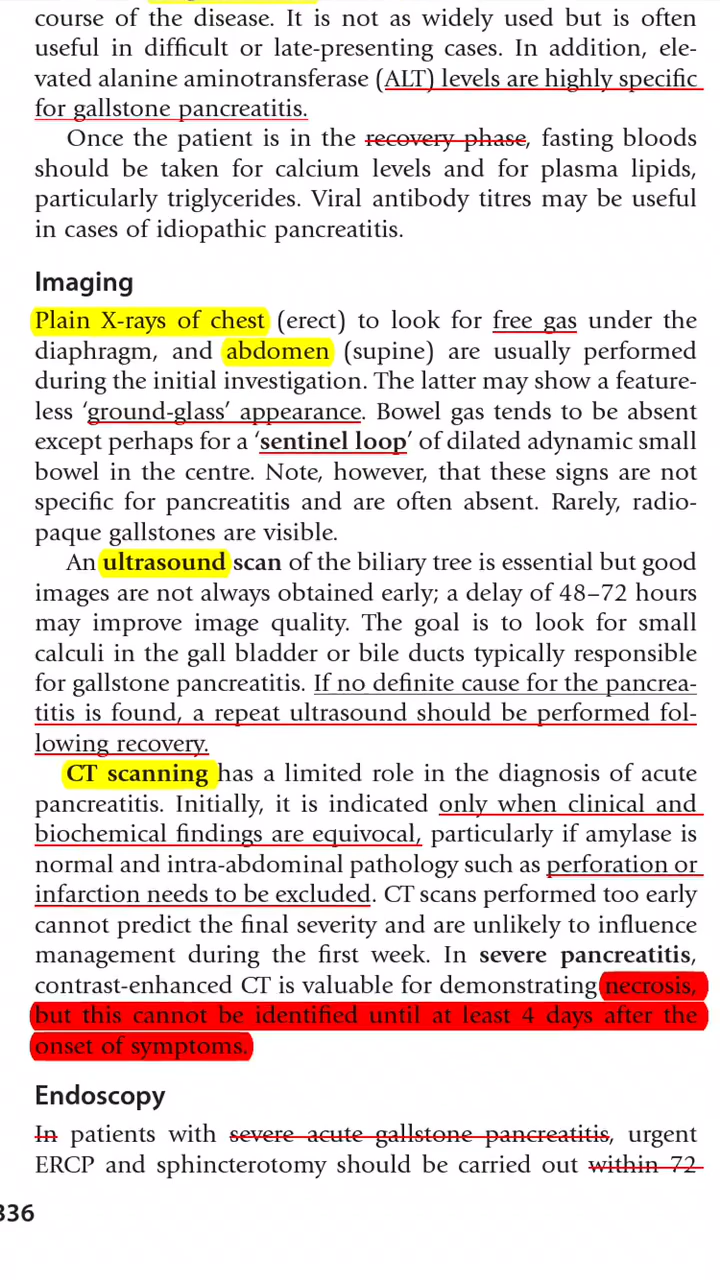 course of the disease. It is not as widely used but is often
useful in difficult or late-presenting cases. In addition, ele-
vated alanine aminotransferase (ALT) levels are highly specific
for gallstone pancreatitis.
Once the patient is in the recovery phase, fasting bloods
should be taken for calcium levels and for plasma lipids,
particularly triglycerides. Viral antibody titres may be useful
in cases of idiopathic pancreatitis.
Imaging
Plain X-rays of chest (erect) to look for free gas under the
diaphragm, and abdomen (supine) are usually performed
during the initial investigation. The latter may show a feature-
less ‘ground-glass’ appearance. Bowel gas tends to be absent
except perhaps for a ‘sentinel loop’ of dilated adynamic small
bowel in the centre. Note, however, that these signs are not
specific for pancreatitis and are often absent. Rarely, radio-
paque gallstones are visible.
An ultrasound scan of the biliary tree is essential but good
images are not always obtained early; a delay of 48–72 hours
may improve image quality. The goal is to look for small
calculi in the gall bladder or bile ducts typically responsible
for gallstone pancreatitis. If no definite cause for the pancrea-
titis is found, a repeat ultrasound should be performed fol-
lowing recovery.
CT scanning has a limited role in the diagnosis of acute
pancreatitis. Initially, it is indicated only when clinical and
biochemical findings are equivocal, particularly if amylase is
normal and intra-abdominal pathology such as perforation or
infarction needs to be excluded. CT scans performed too early
cannot predict the final severity and are unlikely to influence
management during the first week. In severe pancreatitis,
contrast-enhanced CT is valuable for demonstrating necrosis,
but this cannot be identified until at least 4 days after the
onset of symptoms.
Endoscopy
In patients with severe acute gallstone pancreatitis, urgent
ERCP and sphincterotomy should be carried out within 72
336